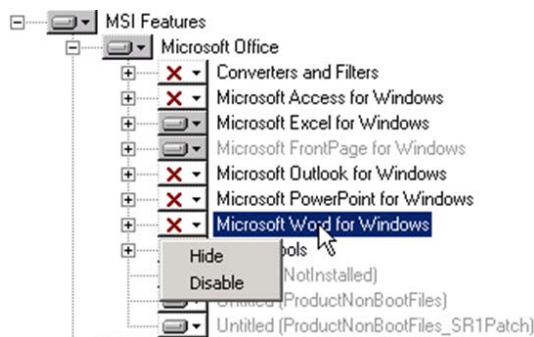 MSI Features
Microsoft Office
Converters and Filters
Microsoft Access for Windows
Microsoft Excel for Windows
Microsoft FrontPage for Windows
Microsoft Outlook for Windows
Microsoft PowerPoint for Windows
Microsoft Word for Windows
ools
Hide
NotInstalled)
Disable
Untitled (ProductNonBootFiles)
Untitled (ProductNonBootFiles_SR1Patch)